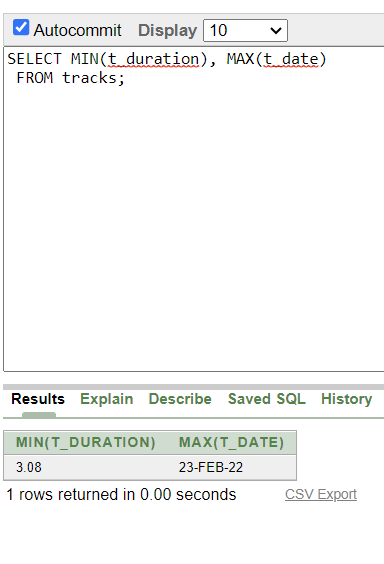 Autocommit Display 10
SELECT MIN(t_duration), MAX(t_date)
FROM tracks;
Results Explain Describe Saved SQL History
MIN(T_DURATION) MAX(T_DATE)
3.08 23-FEB-22
1 rows returned in 0.00 seconds CSV Export